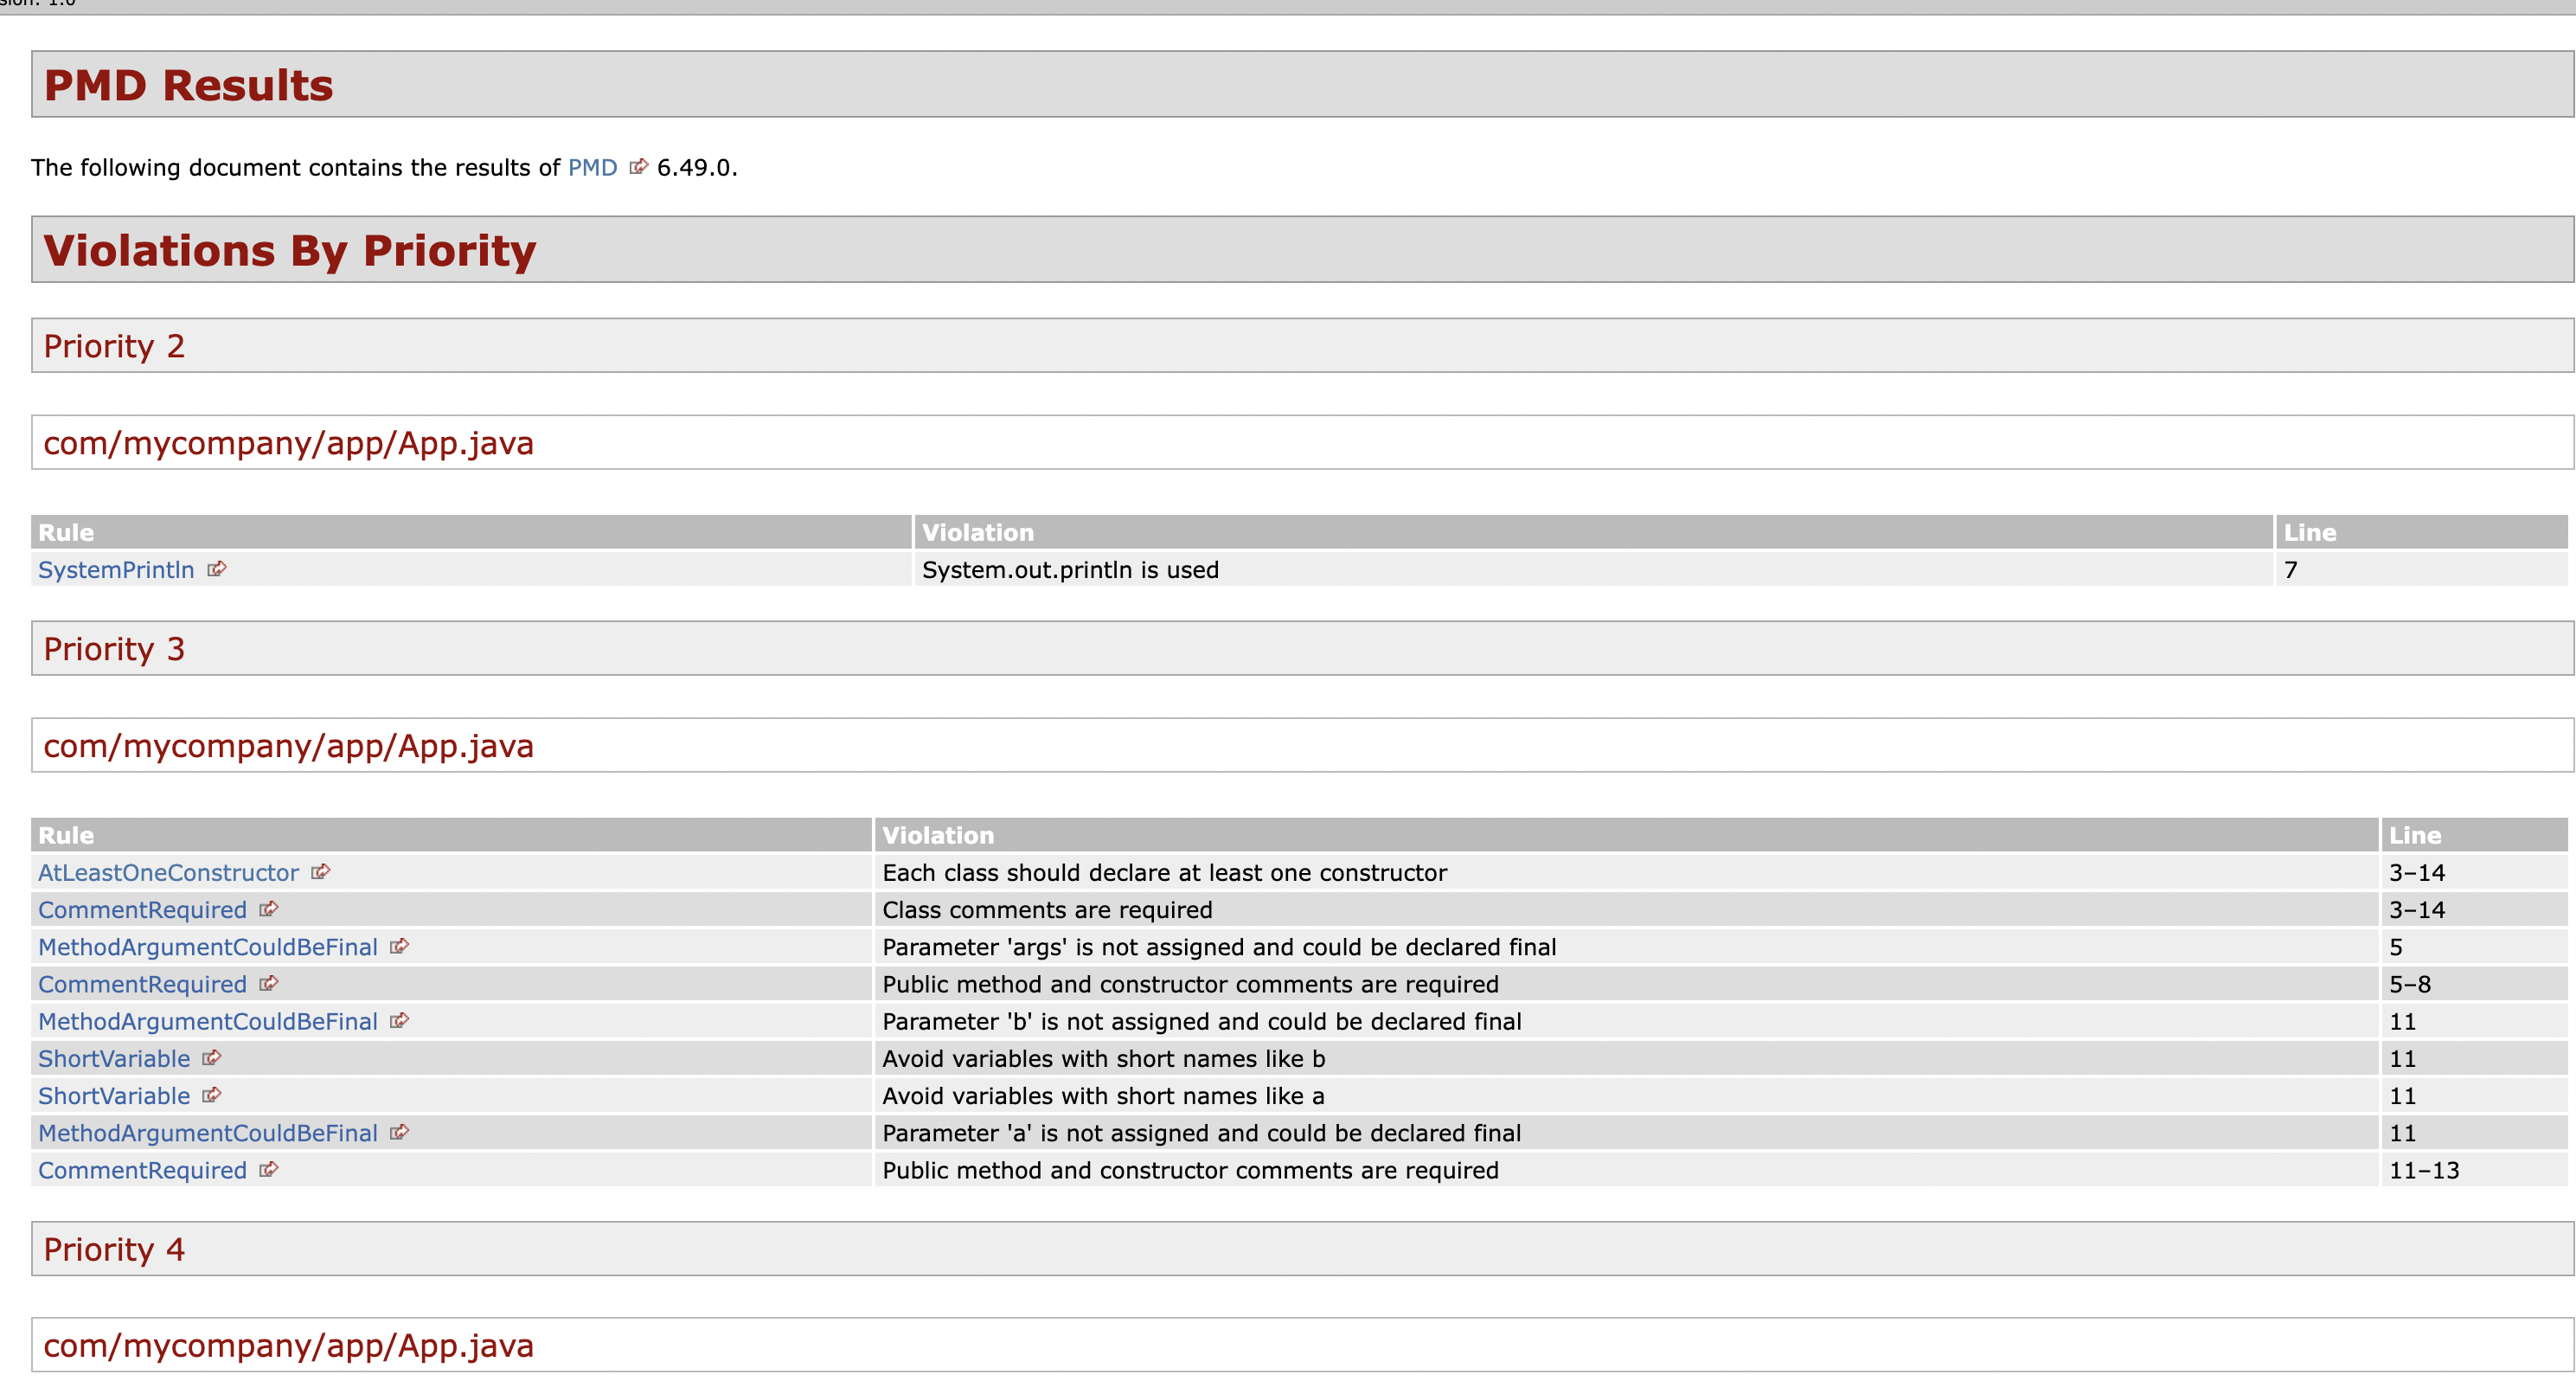 PMD Results
The following document contains the results of PMD 6.49.0.
Violations By Priority
Priority 2
com/mycompany/app/App.java
Rule Violation Line
SystemPrintln System.out.println is used 7
Priority 3
com/mycompany/app/App.java
Rule Violation Line
AtLeastOneConstructor Each class should declare at least one constructor 3–14
CommentRequired Class comments are required 3–14
MethodArgumentCouldBeFinal Parameter 'args' is not assigned and could be declared final 5
CommentRequired Public method and constructor comments are required 5–8
MethodArgumentCouldBeFinal Parameter 'b' is not assigned and could be declared final 11
ShortVariable Avoid variables with short names like b 11
ShortVariable Avoid variables with short names like a 11
MethodArgumentCouldBeFinal Parameter 'a' is not assigned and could be declared final 11
CommentRequired Public method and constructor comments are required 11–13
Priority 4
com/mycompany/app/App.java